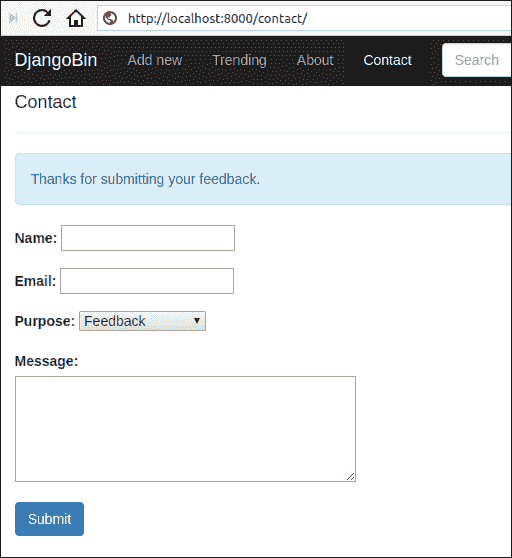 http://localhost:8000/contact/
DjangoBin Add new Trending About Contact Search
Contact
Thanks for submitting your feedback.
Name:
Email:
Purpose: Feedback
Message:
Submit